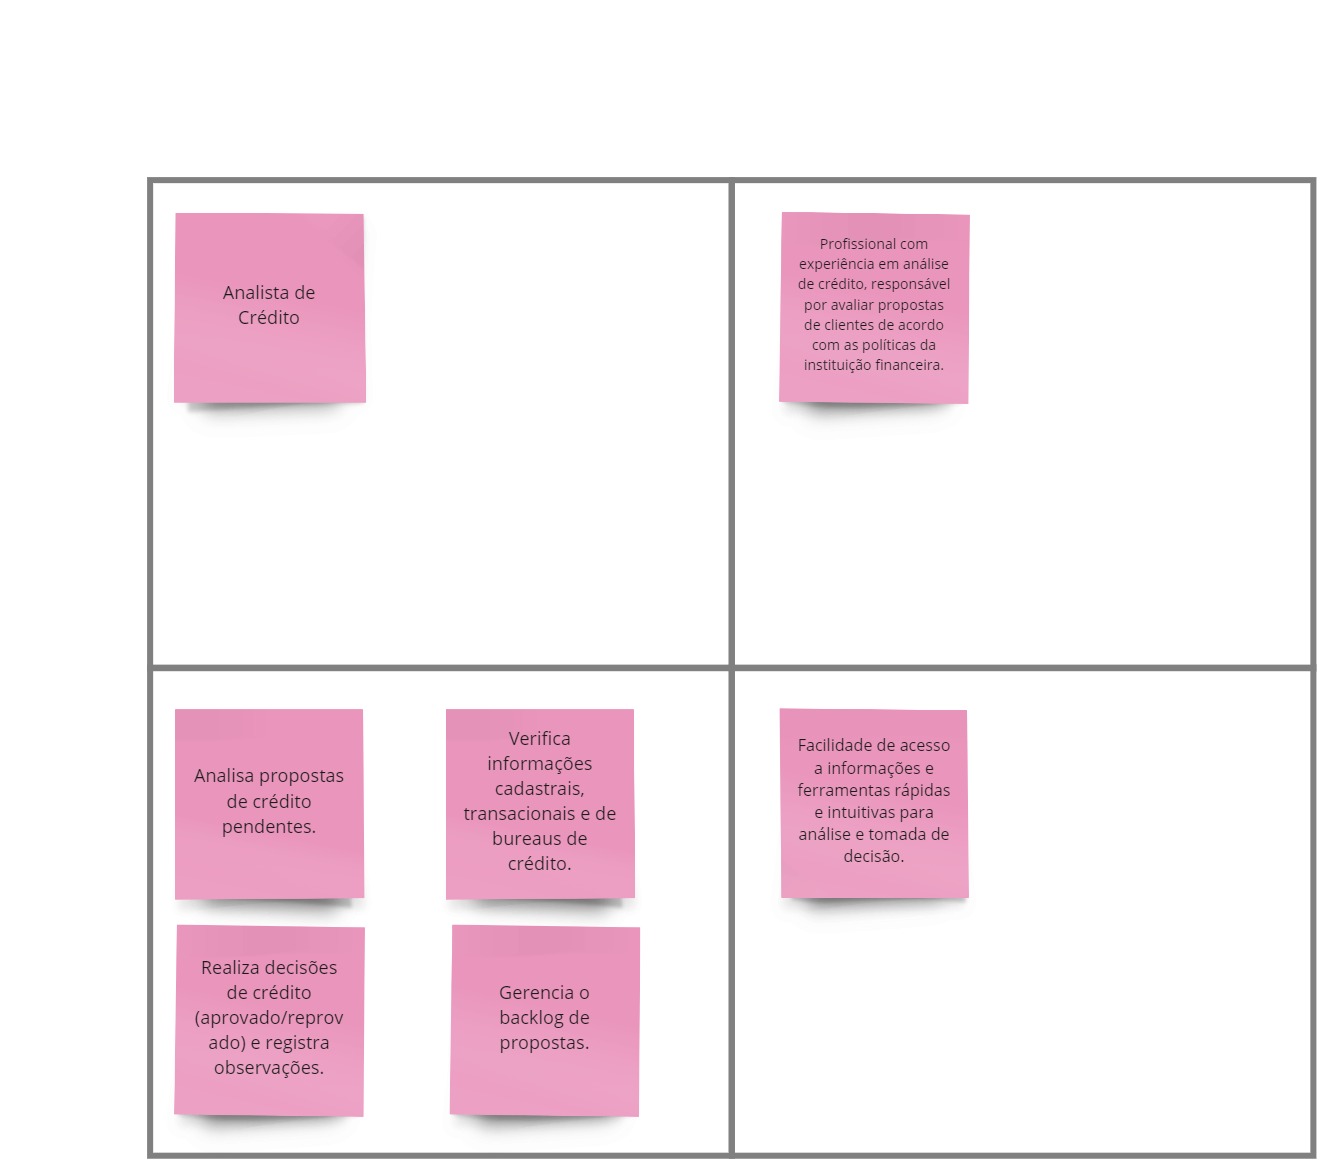 Analista de
Crédito
Profissional com
experiência em análise
de crédito, responsável
por avaliar propostas
de clientes de acordo
com as políticas da
instituição financeira.
Analisa propostas
de crédito
pendentes.
Verifica
informações
cadastrais,
transacionais e de
bureaus de
crédito.
Realiza decisões
de crédito
(aprovado/reprov
ado) e registra
observações.
Gerencia o
backlog de
propostas.
Facilidade de acesso
a informações e
ferramentas rápidas
e intuitivas para
análise e tomada de
decisão.